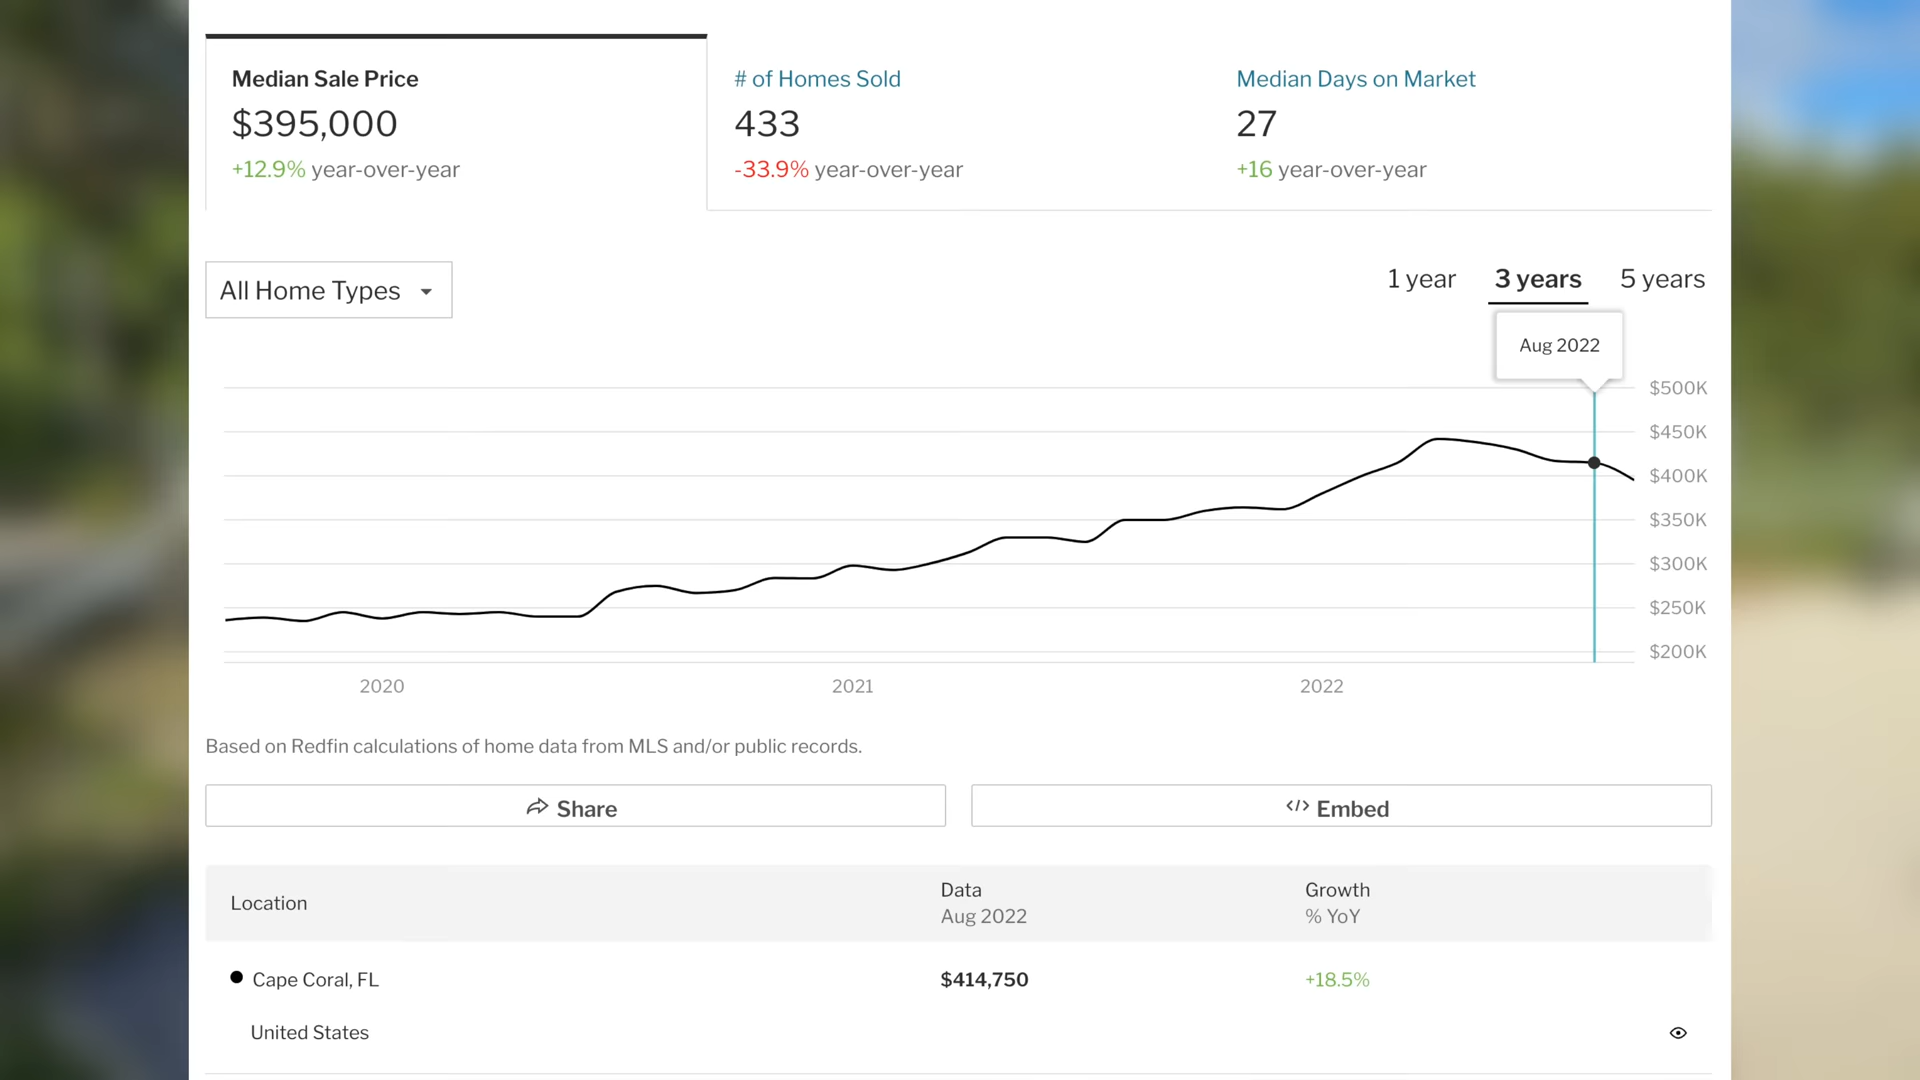 Median Sale Price
$395,000
+12.9% year-over-year
# of Homes Sold
433
-33.9% year-over-year
Median Days on Market
27
+16 year-over-year
All Home Types
1 year 3 years 5 years
Aug 2022
$500K
$450K
$400K
$350K
$300K
$250K
$200K
2020 2021 2022
Based on Redfin calculations of home data from MLS and/or public records.
Share
</> Embed
Location
Data
Aug 2022
Growth
% YoY
Cape Coral, FL $414,750 +18.5%
United States